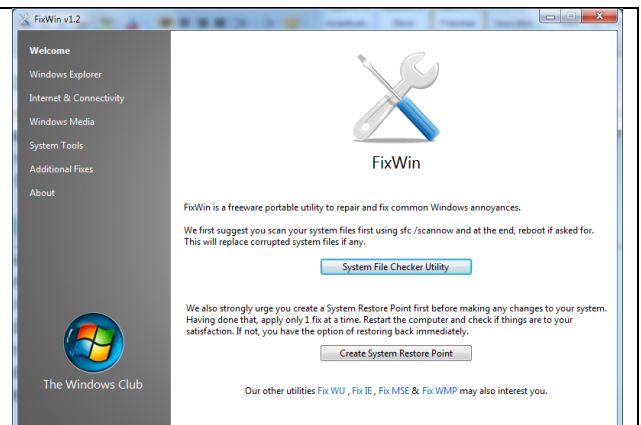 FixWin v1.2
Welcome
Windows Explorer
Internet & Connectivity
Windows Media
System Tools
Additional Fixes
About
The Windows Club
FixWin
FixWin is a freeware portable utility to repair and fix common Windows annoyances.
We first suggest you scan your system files first using sfc /scannow and at the end, reboot if asked for.
This will replace corrupted system files if any.
System File Checker Utility
We also strongly urge you create a System Restore Point first before making any changes to your system.
Having done that, apply only 1 fix at a time. Restart the computer and check if things are to your
satisfaction. If not, you have the option of restoring back immediately.
Create System Restore Point
Our other utilities Fix WU , Fix IE , Fix MSE & Fix WMP may also interest you.